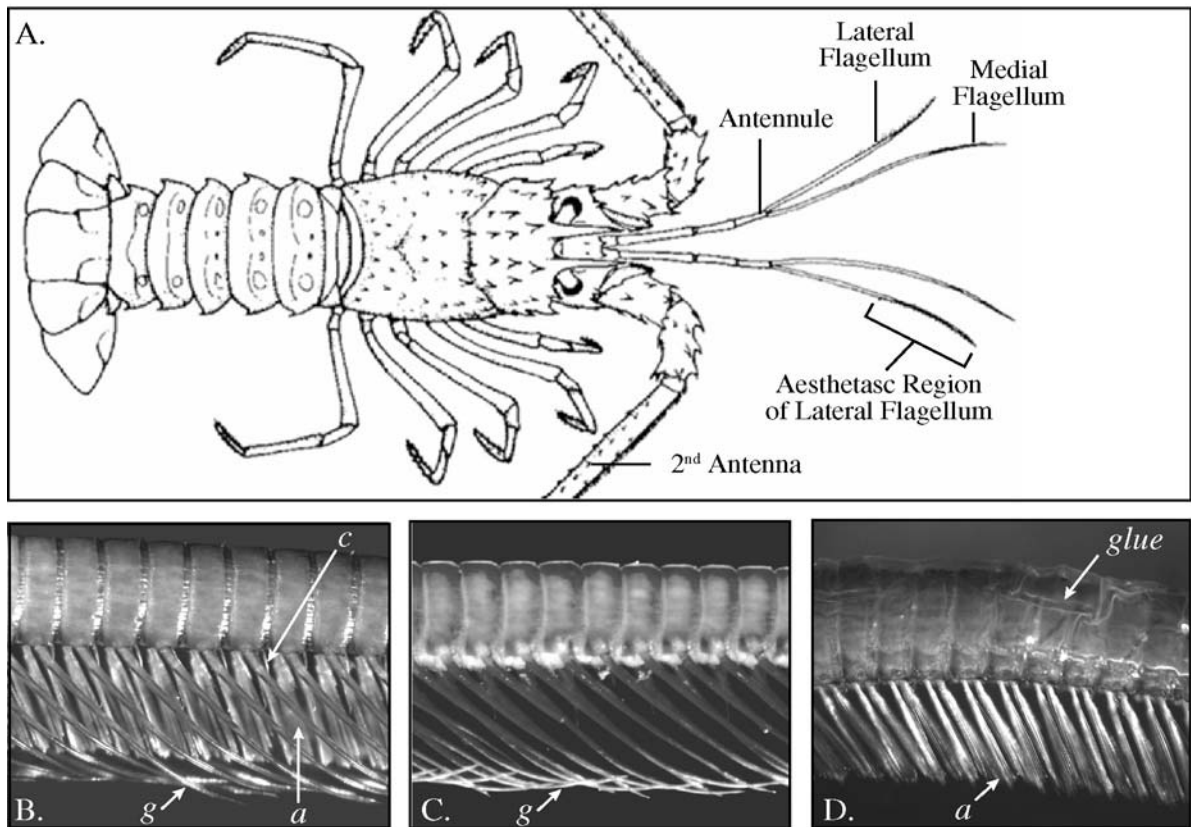 A.
Lateral
Flagellum
Medial
Flagellum
Antennule
Aesthetasc Region
of Lateral Flagellum
2nd Antenna
c
g
a
B.
g
C.
glue
a
D.